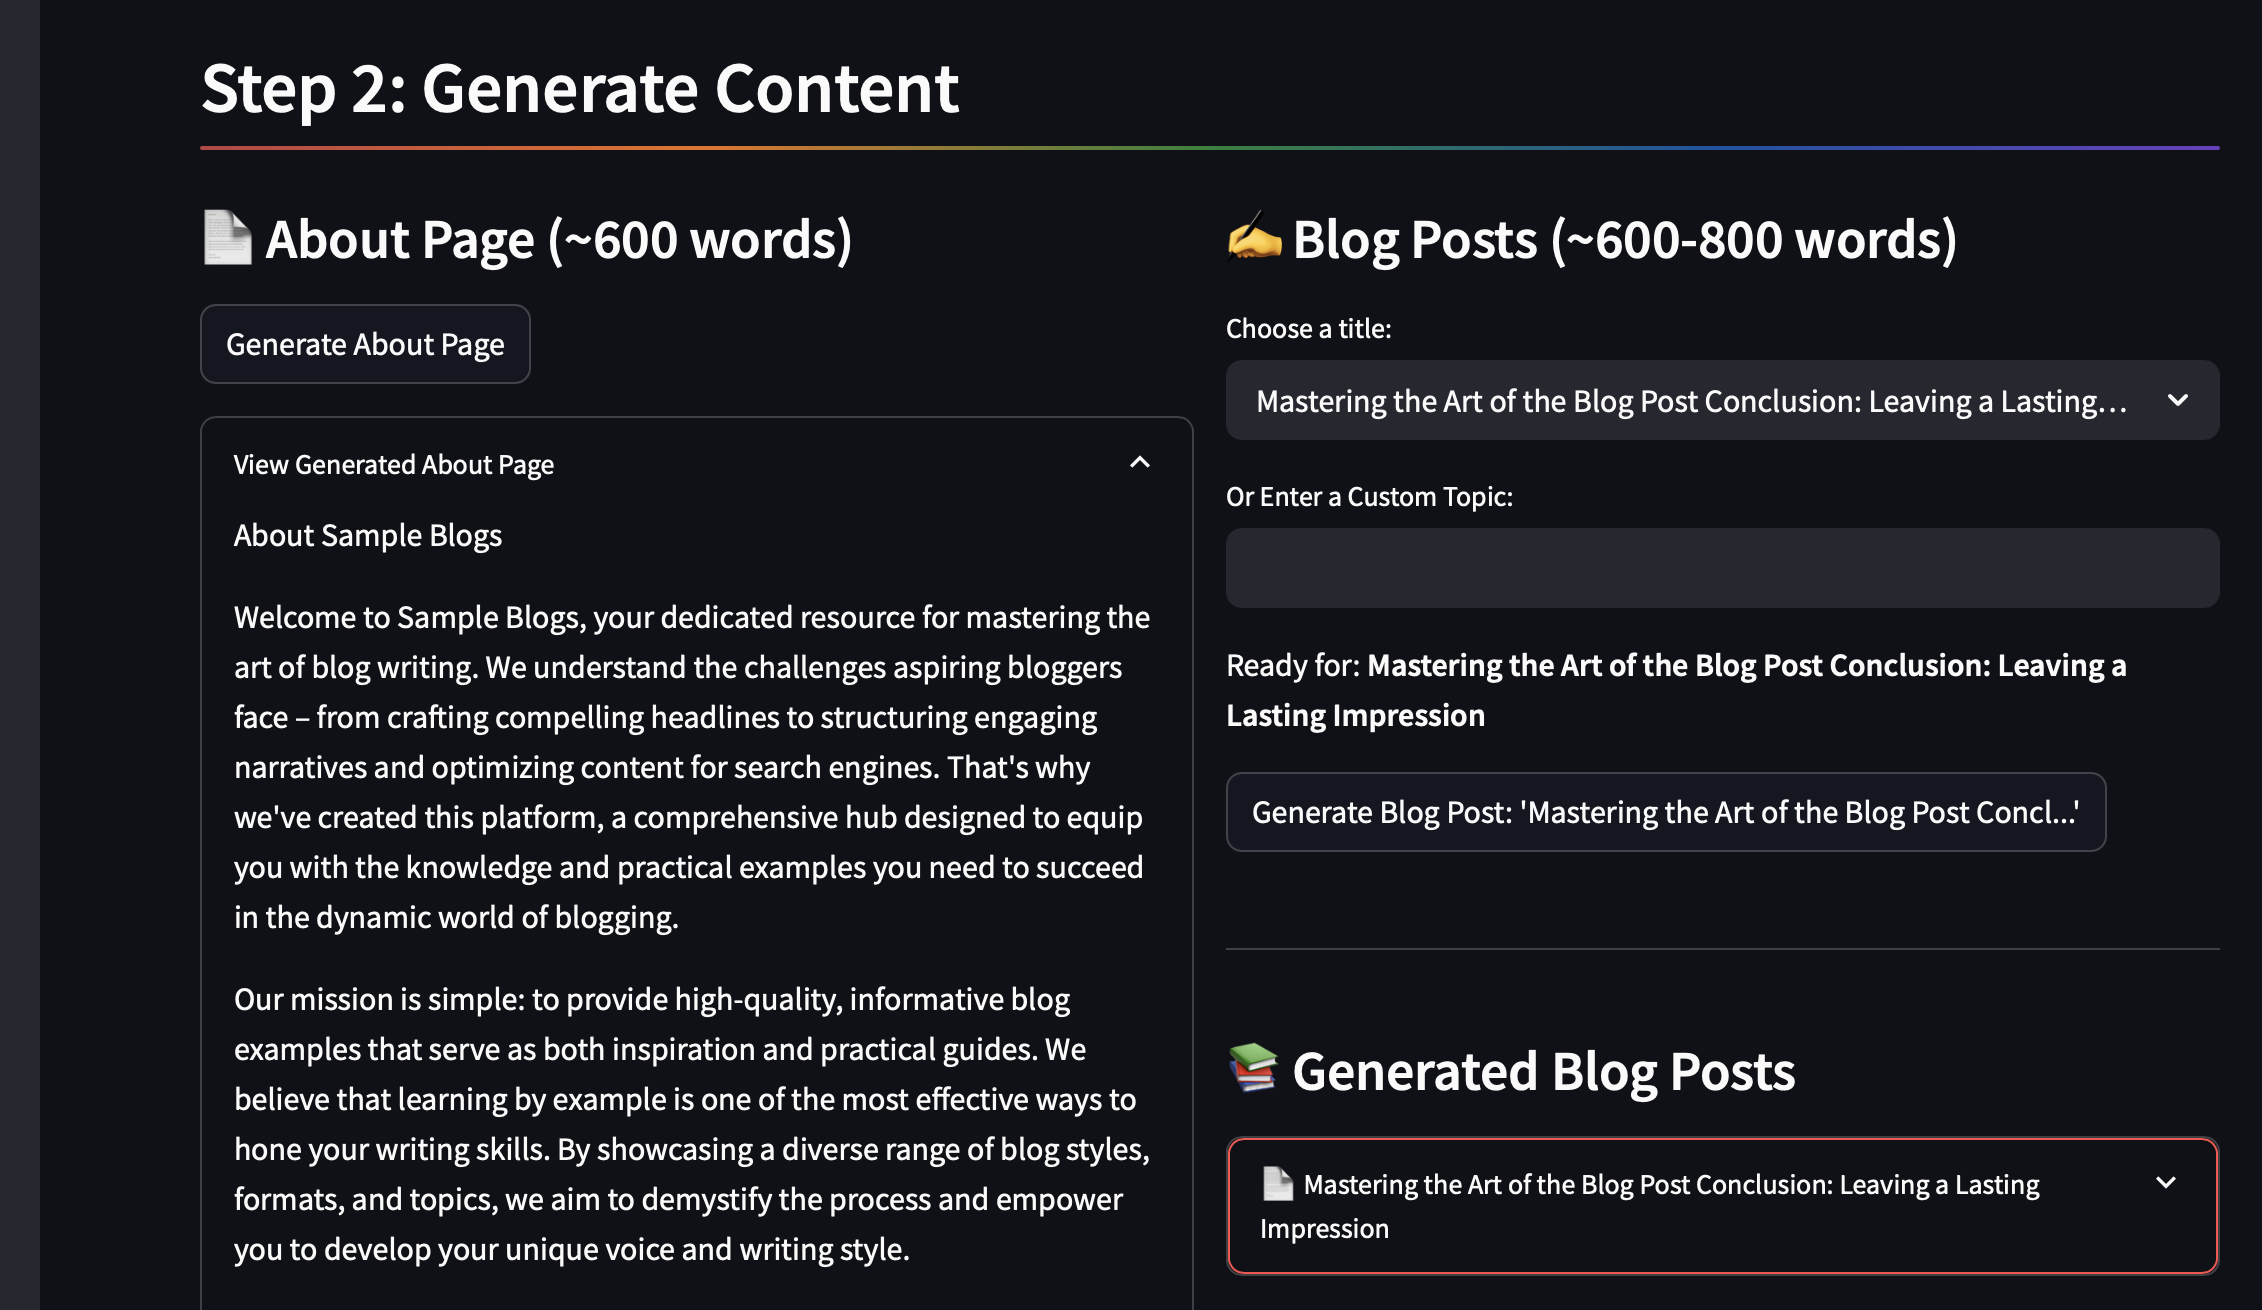 Step 2: Generate Content
About Page (~600 words)
Generate About Page
View Generated About Page
About Sample Blogs
Welcome to Sample Blogs, your dedicated resource for mastering the
art of blog writing. We understand the challenges aspiring bloggers
face – from crafting compelling headlines to structuring engaging
narratives and optimizing content for search engines. That's why
we've created this platform, a comprehensive hub designed to equip
you with the knowledge and practical examples you need to succeed
in the dynamic world of blogging.
Our mission is simple: to provide high-quality, informative blog
examples that serve as both inspiration and practical guides. We
believe that learning by example is one of the most effective ways to
hone your writing skills. By showcasing a diverse range of blog styles,
formats, and topics, we aim to demystify the process and empower
you to develop your unique voice and writing style.
Blog Posts (~600-800 words)
Choose a title:
Mastering the Art of the Blog Post Conclusion: Leaving a Lasting…
Or Enter a Custom Topic:
Ready for: Mastering the Art of the Blog Post Conclusion: Leaving a
Lasting Impression
Generate Blog Post: 'Mastering the Art of the Blog Post Concl...'
Generated Blog Posts
Mastering the Art of the Blog Post Conclusion: Leaving a Lasting
Impression